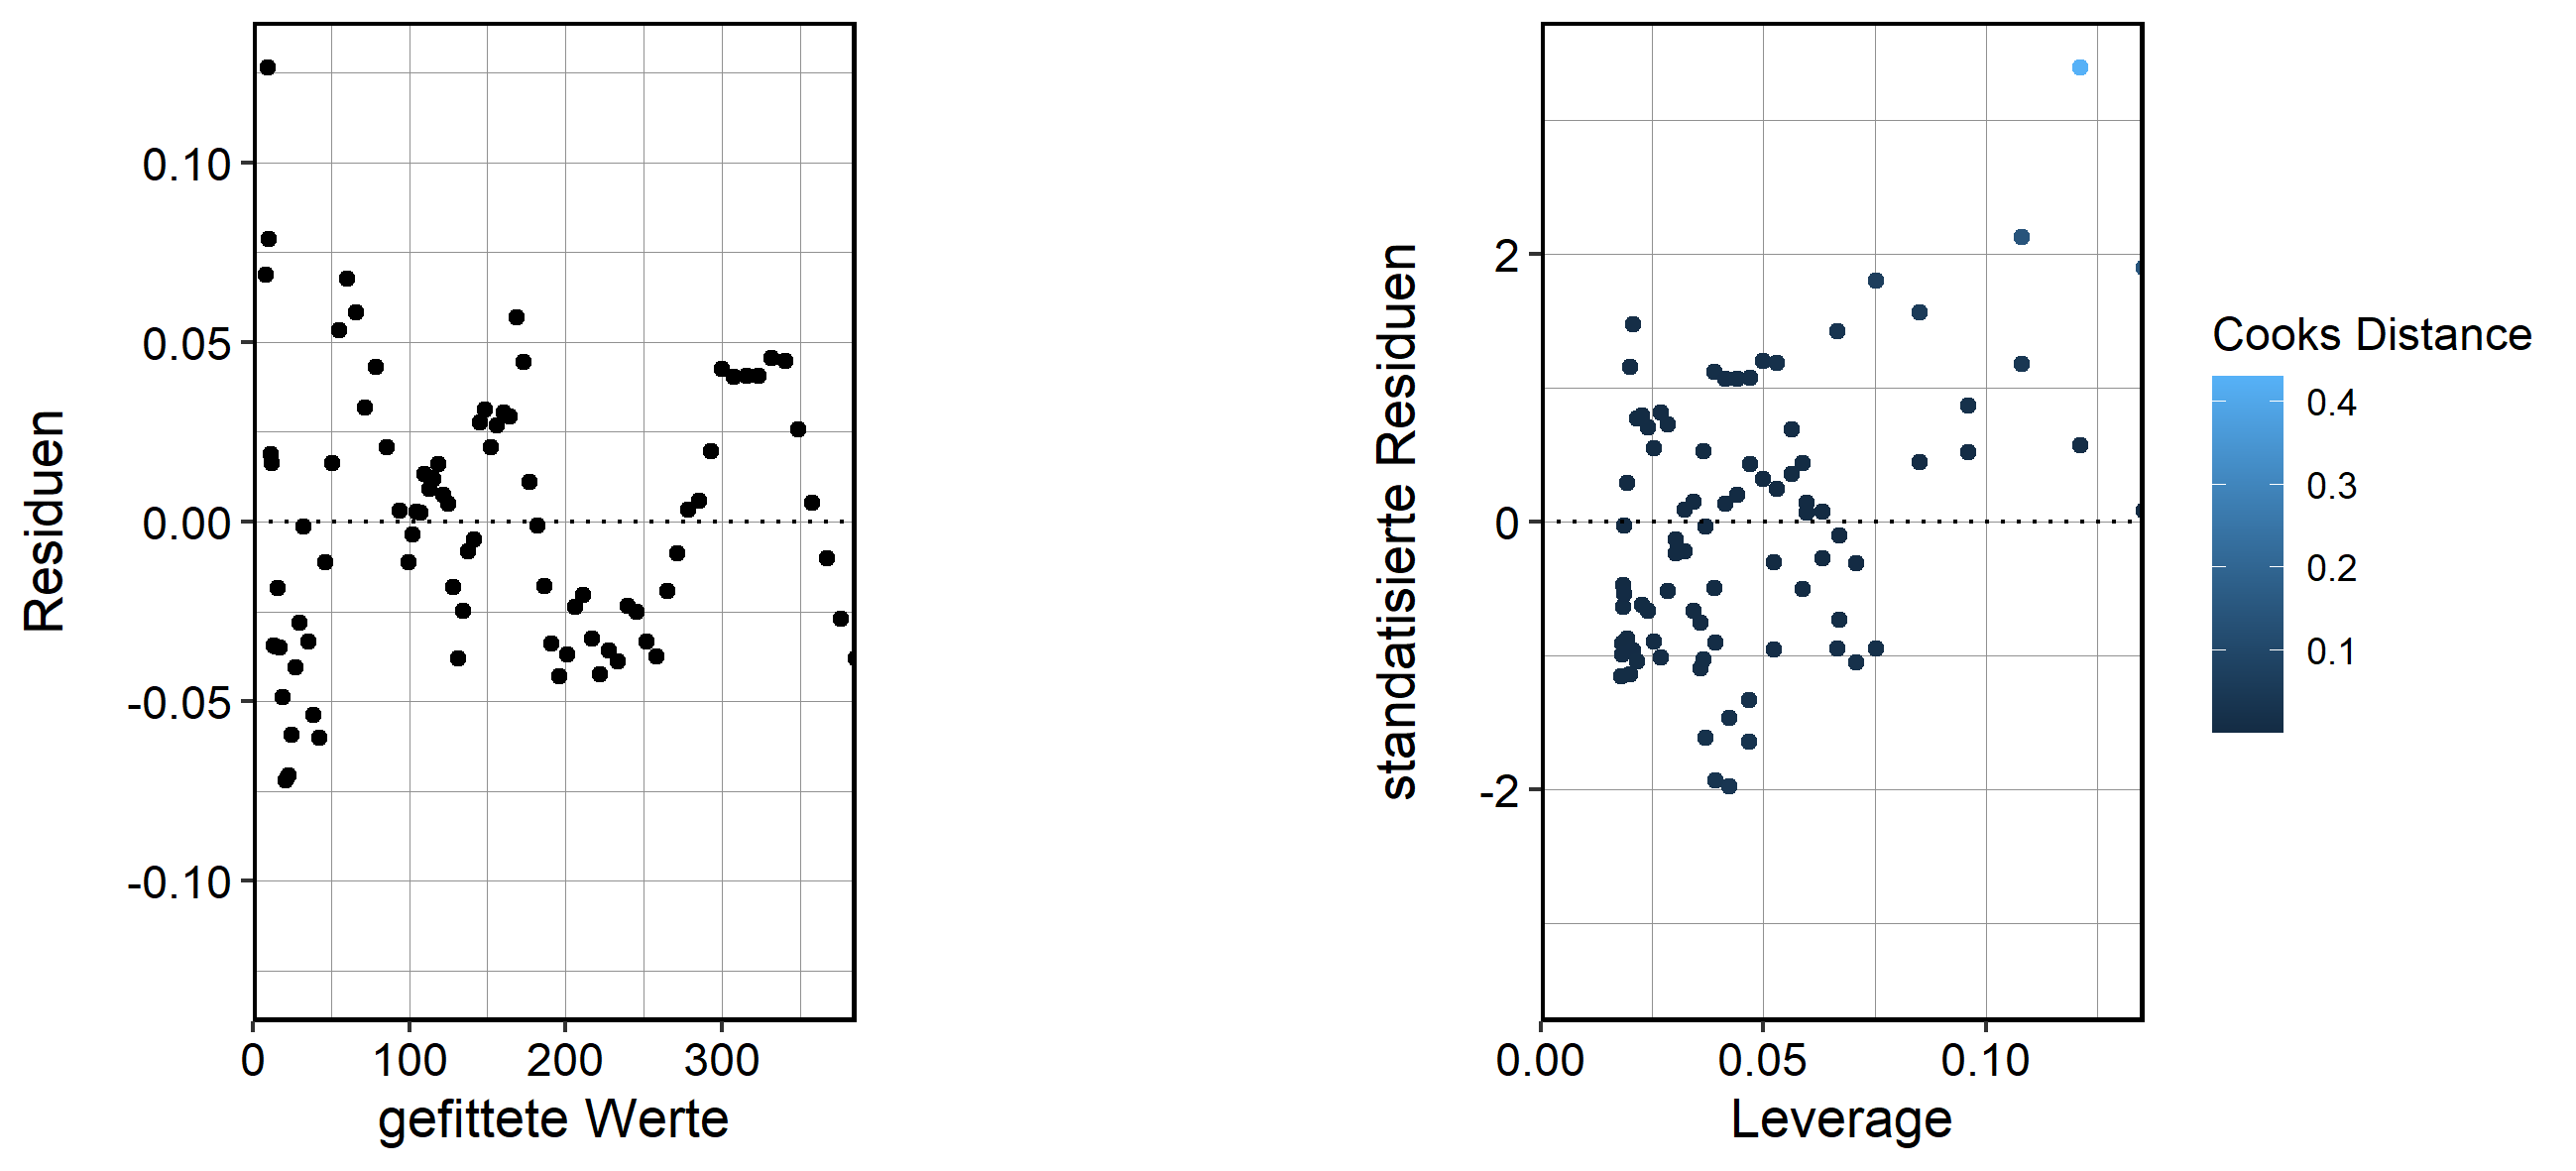 Residuen
0.10
0.05
0.00
-0.05
-0.10
0 100 200 300
gefittete Werte
standatisierte Residuen
2
0
-2
0.00 0.05 0.10
Leverage
Cooks Distance
0.4
0.3
0.2
0.1